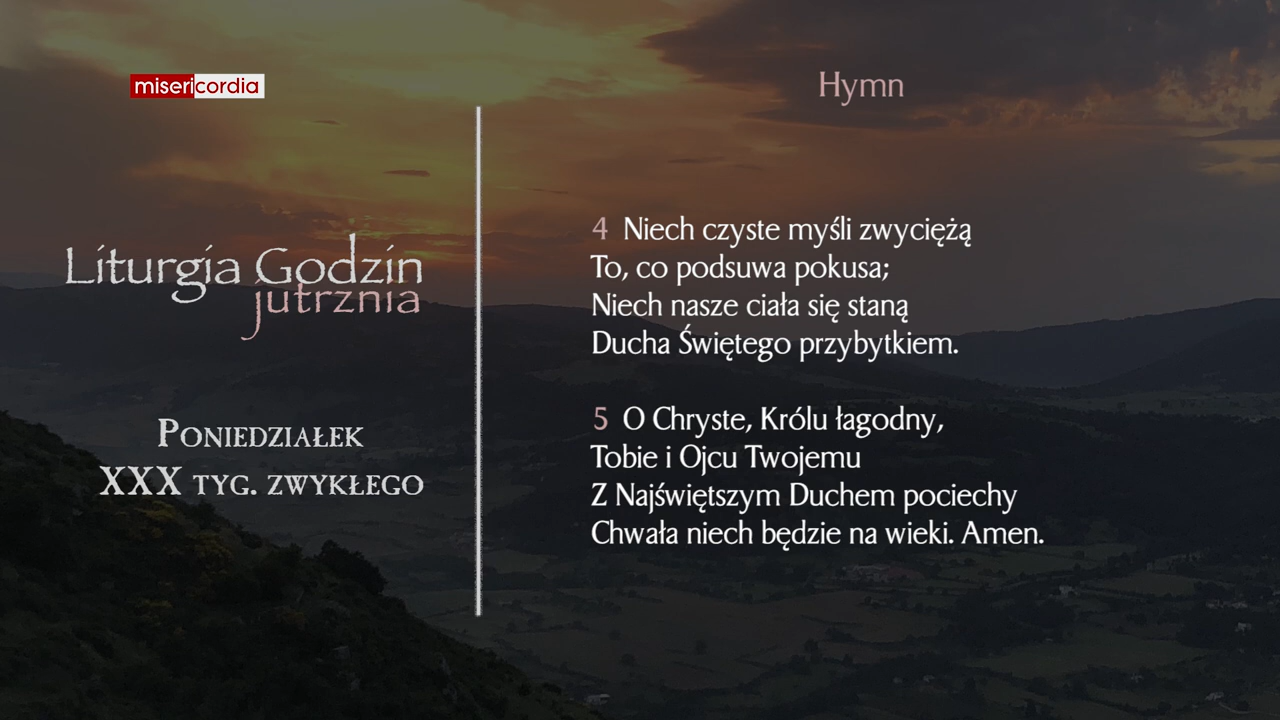 misericordia
Liturgia Godzin
jutrznia
Poniedziałek
XXX tyg. zwykłego
Hymn
4 Niech czyste myśli zwyciężą
To, co podsuwa pokusa;
Niech nasze ciała się staną
Ducha Świętego przybytkiem.
5 O Chryste, Królu łagodny,
Tobie i Ojcu Twojemu
Z Najświętszym Duchem pociechy
Chwała niech będzie na wieki. Amen.